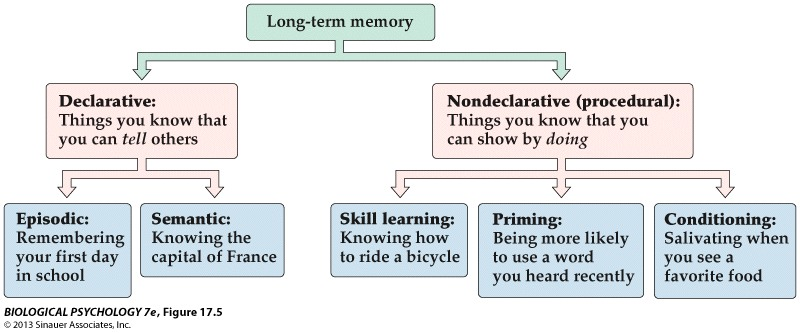 Long-term memory
Declarative:
Things you know that
you can tell others
Nondeclarative (procedural):
Things you know that you
can show by doing
Episodic:
Remembering
your first day
in school
Semantic:
Knowing the
capital of France
Skill learning:
Knowing how
to ride a bicycle
Priming:
Being more likely
to use a word
you heard recently
Conditioning:
Salivating when
you see a
favorite food
BIOLOGICAL PSYCHOLOGY 7e, Figure 17.5
© 2013 Sinauer Associates, Inc.